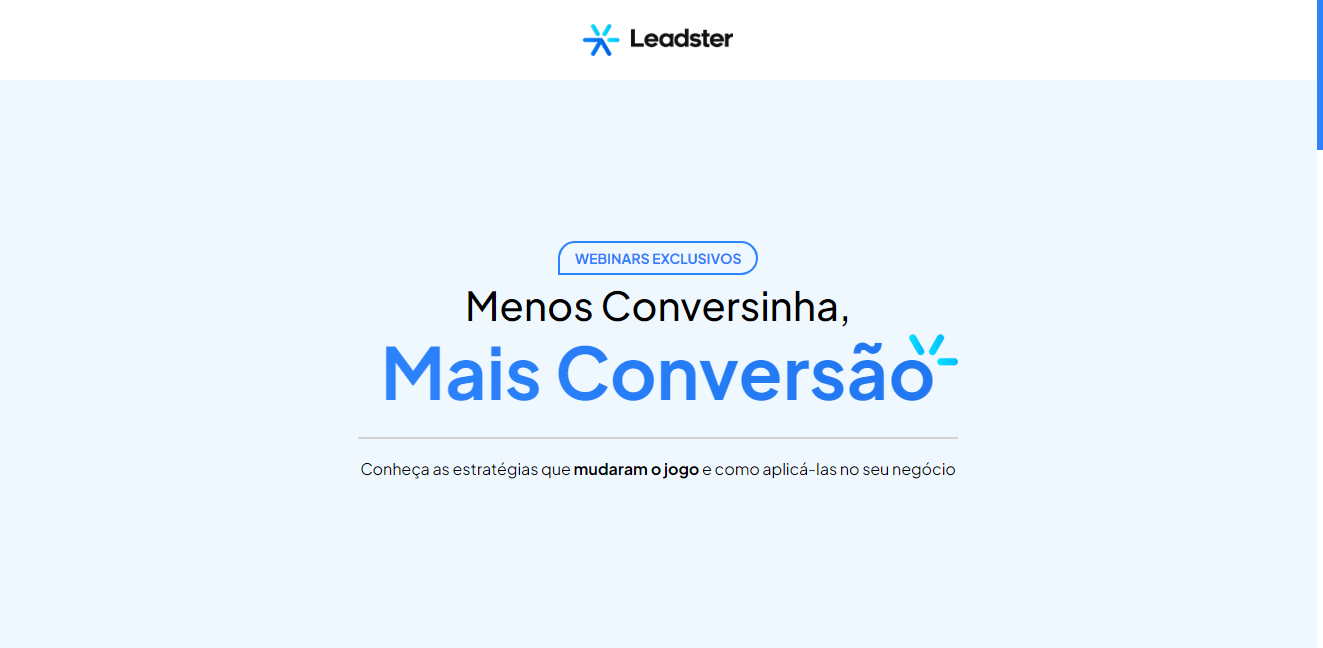 Leadster
WEBINARS EXCLUSIVOS
Menos Conversinha,
Mais Conversão
Conheça as estratégias que mudaram o jogo e como aplicá-las no seu negócio